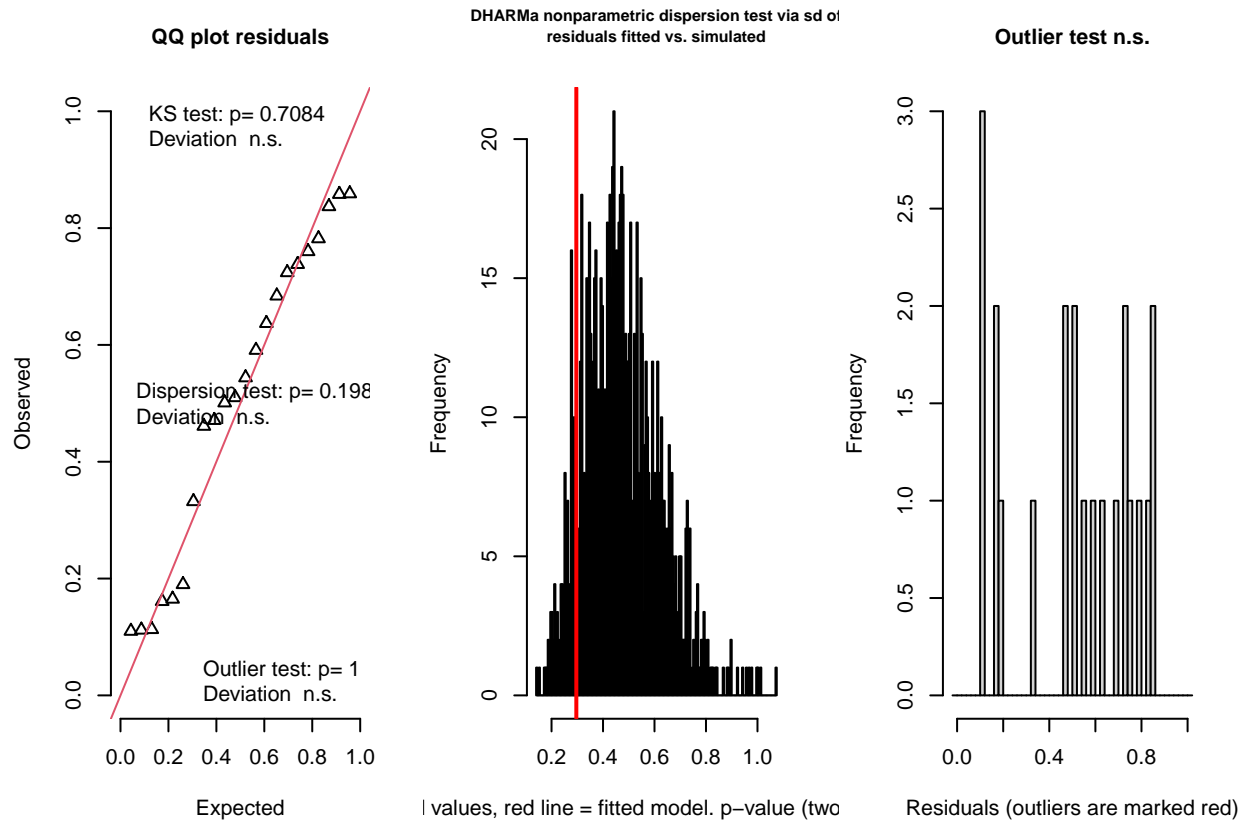 QQ plot residuals
KS test: p= 0.7084
Deviation  n.s.
Dispersion test: p= 0.198
Deviation  n.s.
Outlier test: p= 1
Deviation  n.s.
Observed
0.0 0.2 0.4 0.6 0.8 1.0
0.0 0.2 0.4 0.6 0.8 1.0
Expected
DHARMa nonparametric dispersion test via sd of
residuals fitted vs. simulated
Frequency
0 5 10 15 20
0.2 0.4 0.6 0.8 1.0
l values, red line = fitted model. p−value (two
Outlier test n.s.
Frequency
0.0 0.5 1.0 1.5 2.0 2.5 3.0
0.0 0.4 0.8
Residuals (outliers are marked red)